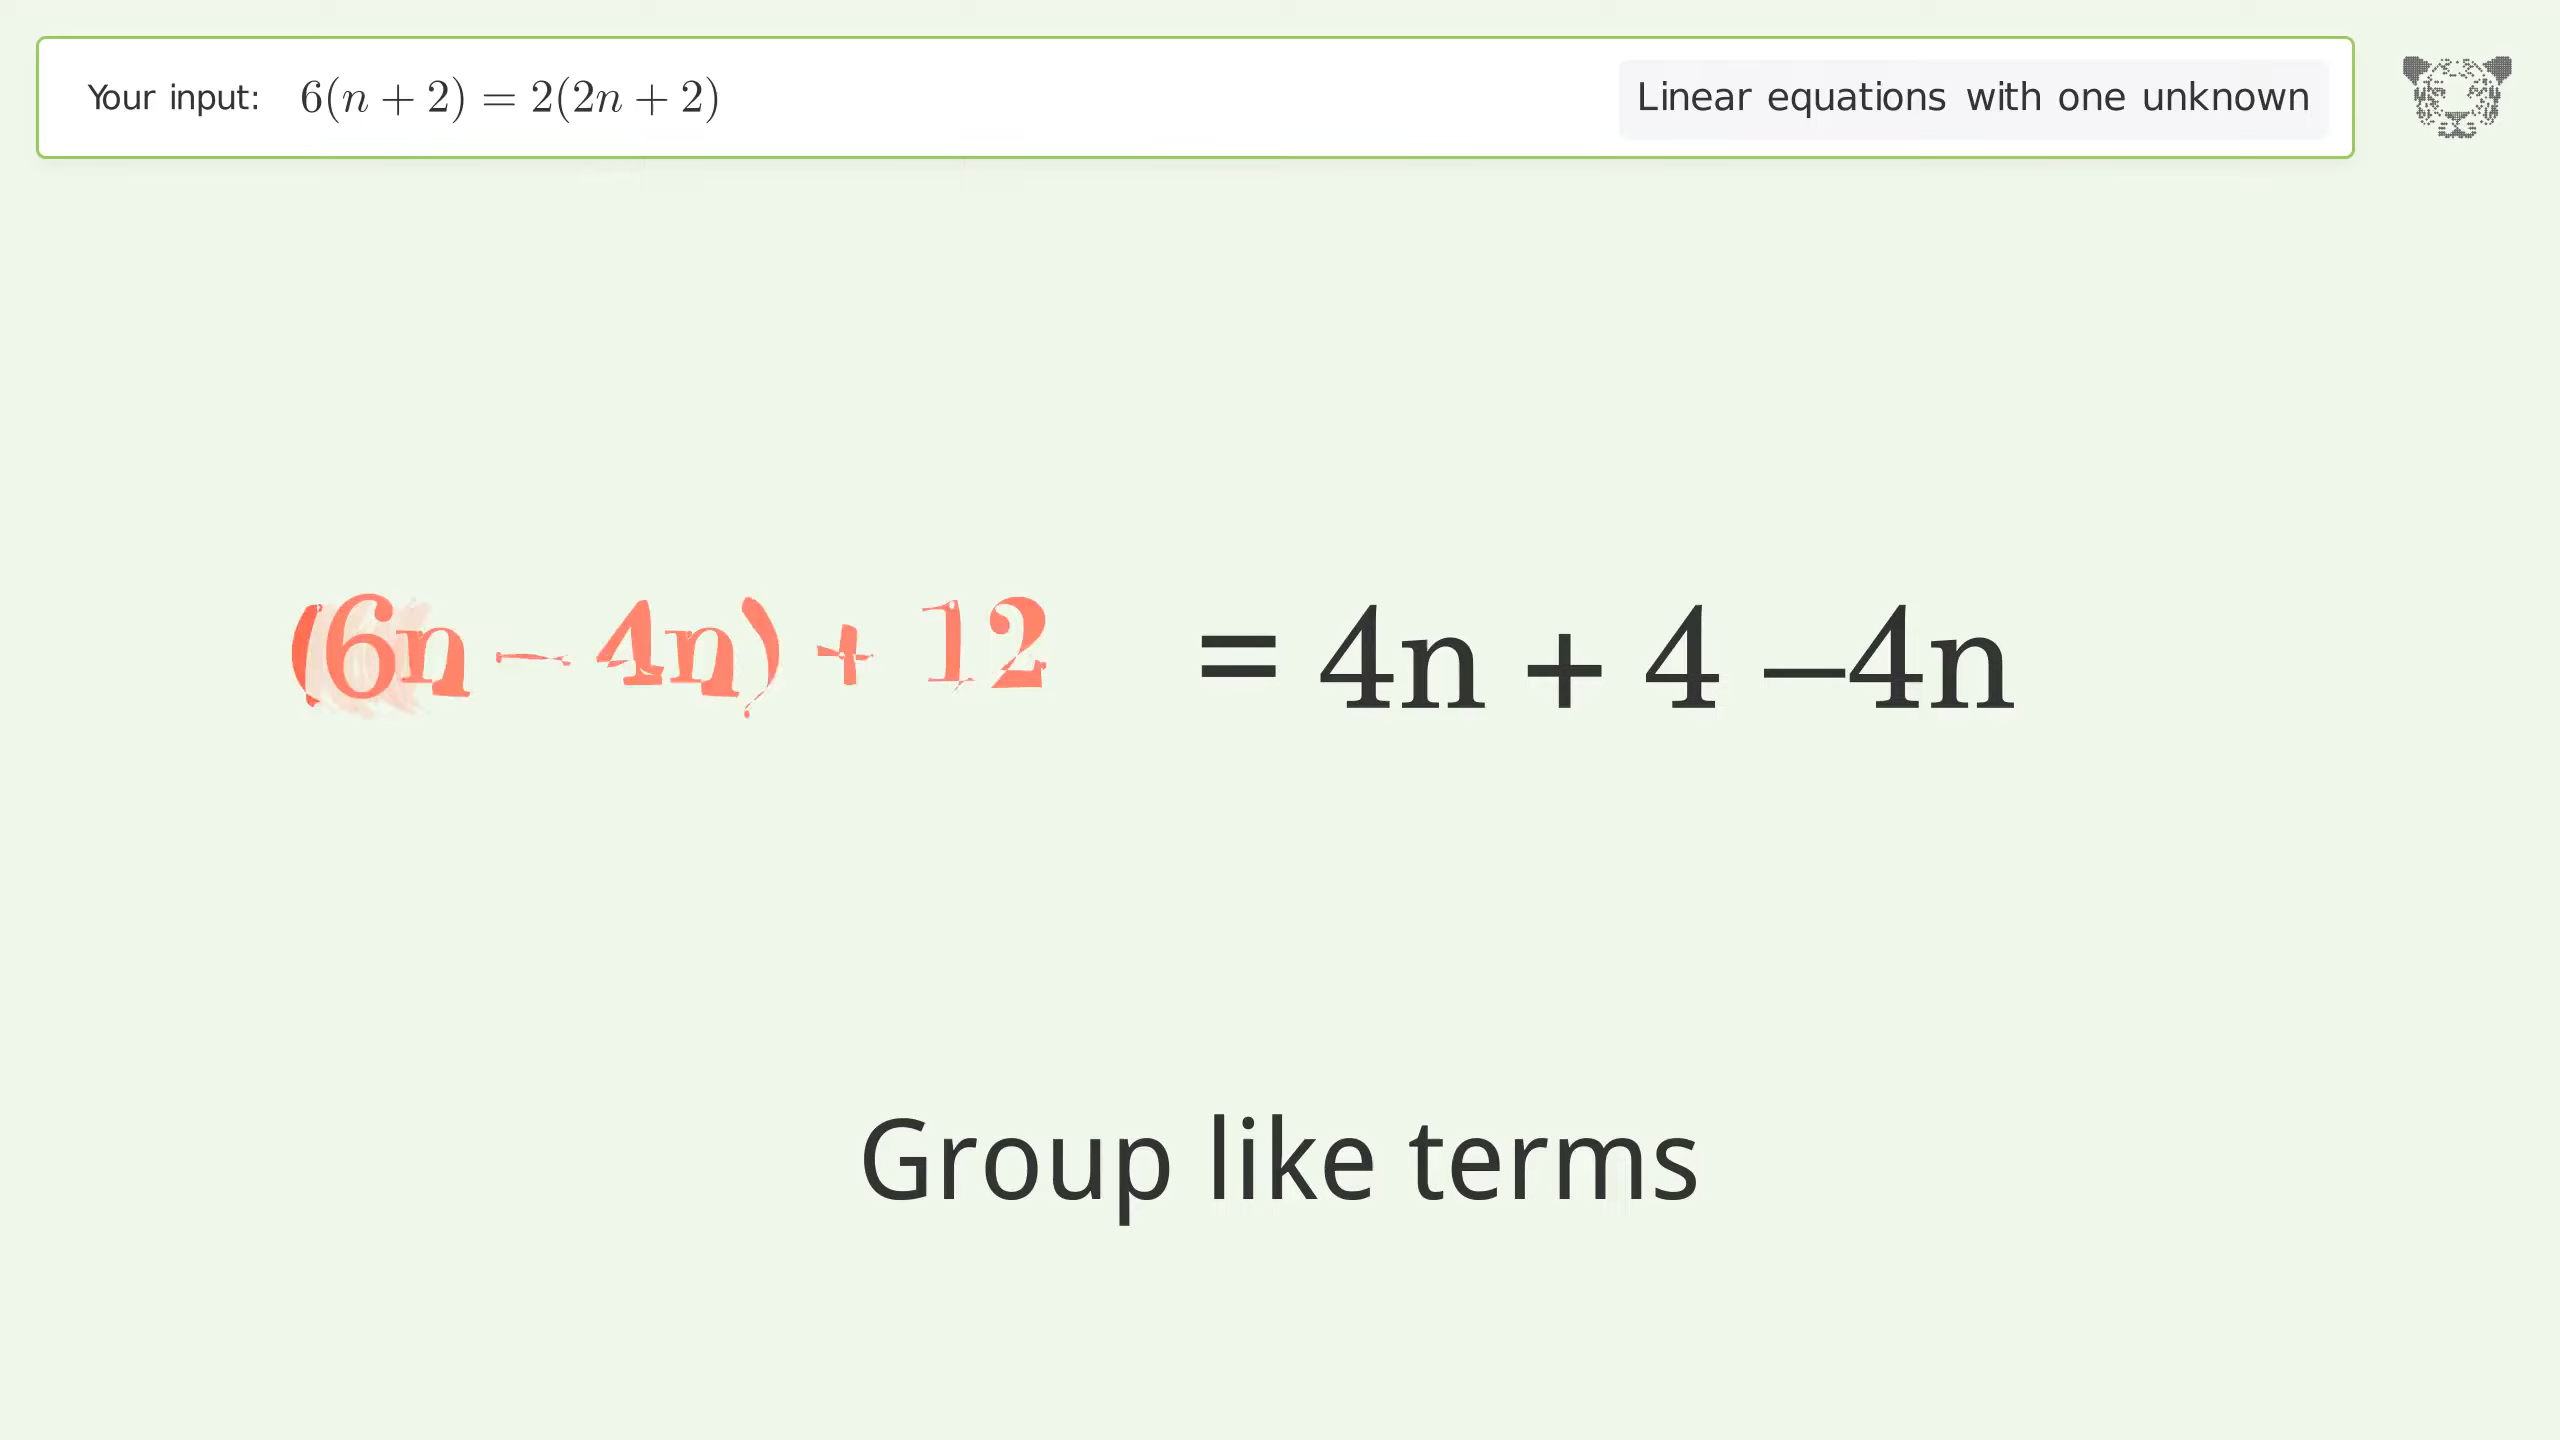 Your input: 6(n + 2) = 2(2n + 2)
Linear equations with one unknown
(6n – 4n) + 12 = 4n + 4 –4n
Group like terms